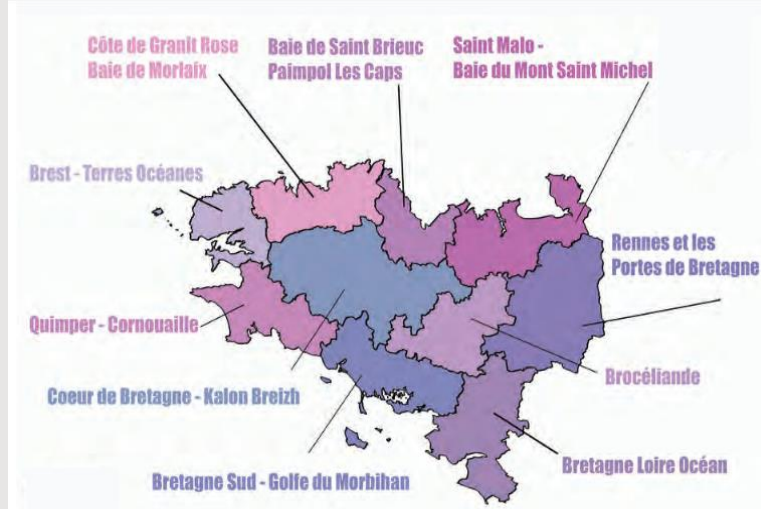 Côte de Granit Rose
Baie de Morlaix
Baie de Saint Brieuc
Paimpol Les Caps
Saint Malo -
Baie du Mont Saint Michel
Brest - Terres Océanes
Rennes et les
Portes de Bretagne
Quimper - Cornouaille
Brocéliande
Coeur de Bretagne - Kalon Breizh
Bretagne Loire Océan
Bretagne Sud - Golfe du Morbihan